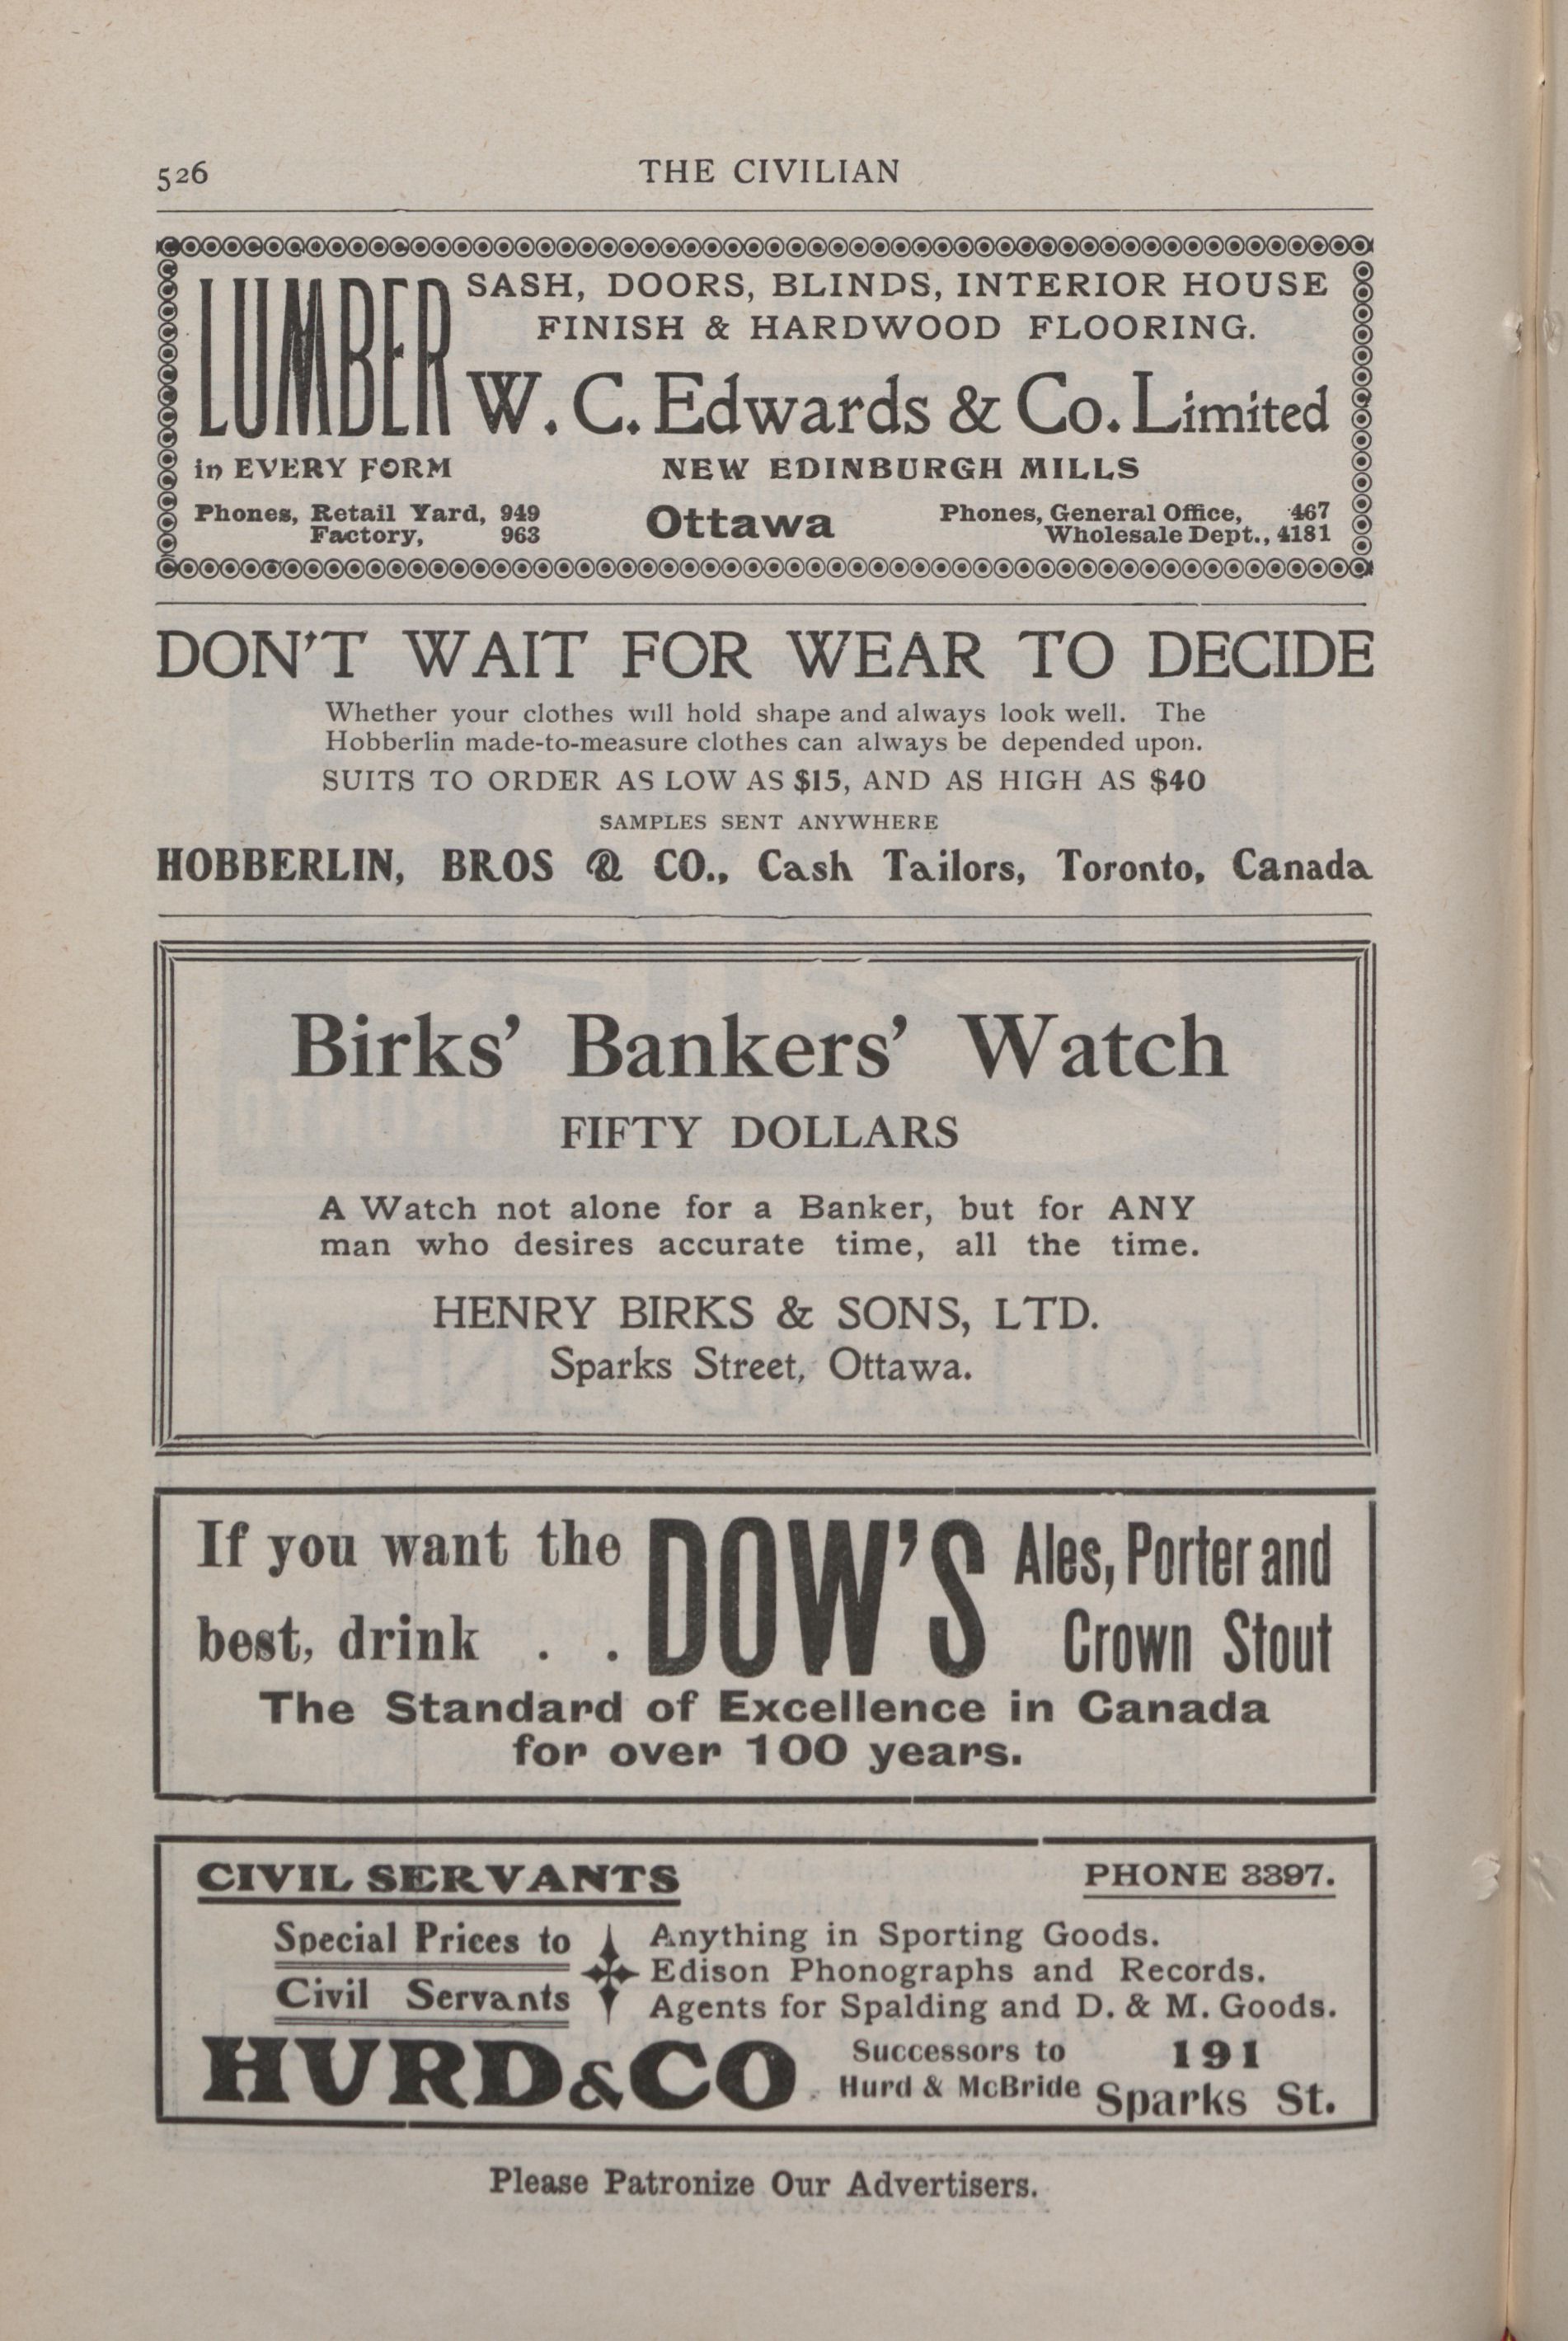 526
THE CIVILIAN
LUMBER
in EVERY FORM
SASH, DOORS, BLINDS, INTERIOR HOUSE
FINISH & HARDWOOD FLOORING.
W. C. Edwards & Co. Limited
NEW EDINBURGH MILLS
Phones, Retail Yard, 949
Factory, 963
Ottawa
Phones, General Office, 467
Wholesale Dept., 4181
DON'T WAIT FOR WEAR TO DECIDE
Whether your clothes will hold shape and always look well. The
Hobberlin made-to-measure clothes can always be depended upon.
SUITS TO ORDER AS LOW AS $15, AND AS HIGH AS $40
SAMPLES SENT ANYWHERE
HOBBERLIN, BROS & CO., Cash Tailors, Toronto, Canada
Birks' Bankers' Watch
FIFTY DOLLARS
A Watch not alone for a Banker, but for ANY
man who desires accurate time, all the time.
HENRY BIRKS & SONS, LTD.
Sparks Street, Ottawa.
If you want the
best, drink . .
DOW'S
Ales, Porter and
Crown Stout
The Standard of Excellence in Canada
for over 100 years.
CIVIL SERVANTS
PHONE 3397.
Special Prices to
Civil Servants
Anything in Sporting Goods.
Edison Phonographs and Records.
Agents for Spalding and D. & M. Goods.
HURD & CO
Successors to
Hurd & McBride
191
Sparks St.
Please Patronize Our Advertisers.